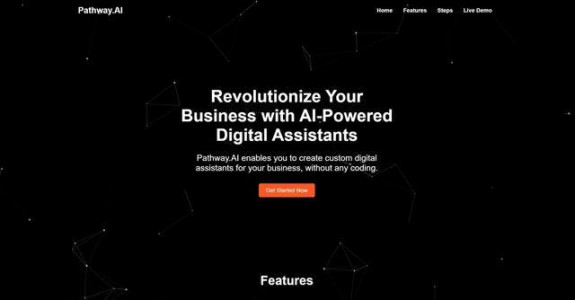 Pathway.AI
Home Features Steps Live Demo
Revolutionize Your
Business with AI-Powered
Digital Assistants
Pathway.AI enables you to create custom digital
assistants for your business, without any coding.
Get Started Now
Features